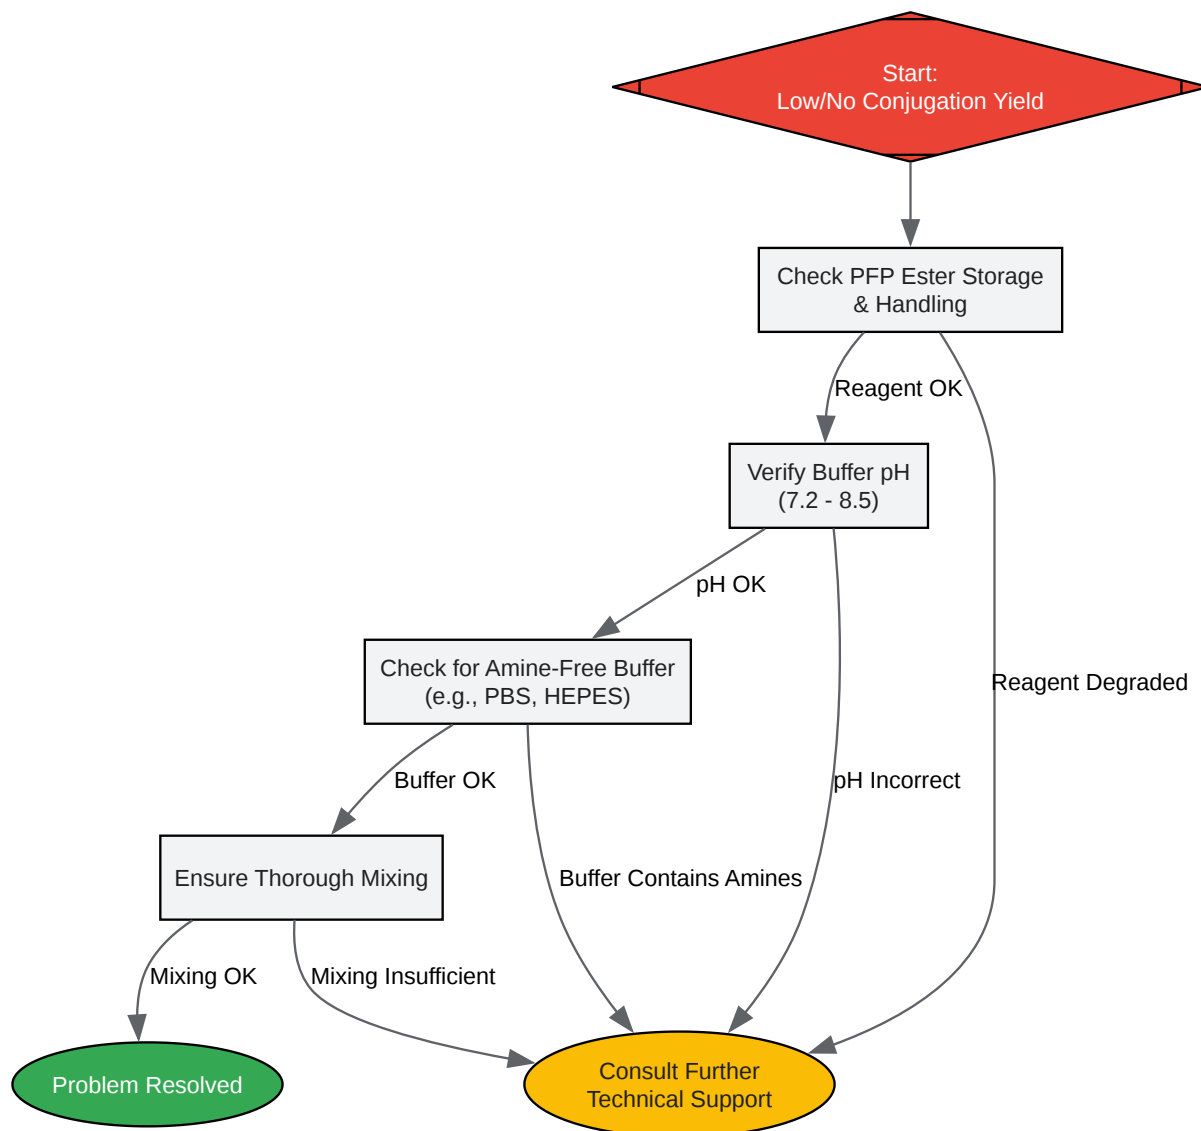 Start:
Low/No Conjugation Yield
Check PFP Ester Storage
& Handling
Reagent OK
Verify Buffer pH
(7.2 - 8.5)
pH OK
Check for Amine-Free Buffer
(e.g., PBS, HEPES)
Reagent Degraded
Buffer OK
pH Incorrect
Ensure Thorough Mixing
Buffer Contains Amines
Mixing OK
Mixing Insufficient
Problem Resolved
Consult Further
Technical Support